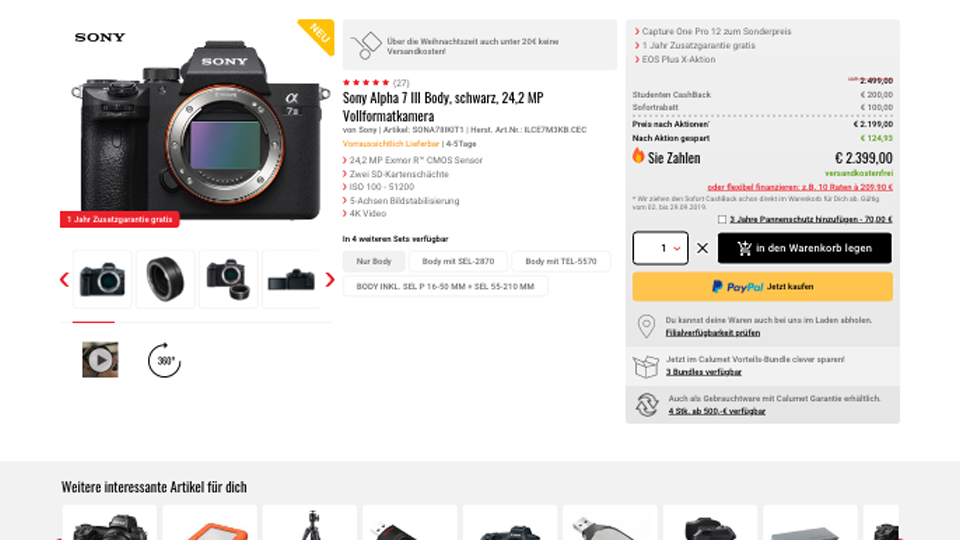 SONY
NEU
SONY
α
7III
1 Jahr Zusatzgarantie gratis
360°
Über die Weihnachtszeit auch unter 20€ keine
Versandkosten!
(27)
Sony Alpha 7 III Body, schwarz, 24,2 MP
Vollformatkamera
von Sony | Artikel: SONA7IIIKIT1 | Herst. Art.Nr.: ILCE7M3KB.CEC
Vorraussichtlich Lieferbar | 4-5Tage
24,2 MP Exmor R™ CMOS Sensor
Zwei SD-Kartenschächte
ISO 100 - 51200
5-Achsen Bildstabilisierung
4K Video
In 4 weiteren Sets verfügbar
Nur Body
Body mit SEL-2870
Body mit TEL-5570
BODY INKL. SEL P 16-50 MM + SEL 55-210 MM
Capture One Pro 12 zum Sonderpreis
1 Jahr Zusatzgarantie gratis
EOS Plus X-Aktion
2.499,00
Studenten CashBack € 200,00
Sofortrabatt € 100,00
Preis nach Aktionen* € 2.199,00
Nach Aktion gespart € 124,93
Sie Zahlen € 2.399,00
versandkostenfrei
oder flexibel finanzieren: z.B. 10 Raten à 209,90 €
* Wir ziehen den Sofort CashBack schon direkt im Warenkorb für Dich ab. Gültig
vom 02. bis 29.09.2019.
3 Jahre Pannenschutz hinzufügen - 70,00 €
1
in den Warenkorb legen
PayPal Jetzt kaufen
Du kannst deine Waren auch bei uns im Laden abholen.
Filialverfügbarkeit prüfen
Jetzt im Calumet Vorteils-Bundle clever sparen!
3 Bundles verfügbar
Auch als Gebrauchtware mit Calumet Garantie erhältlich.
4 Stk. ab 500,-€ verfügbar
Weitere interessante Artikel für dich